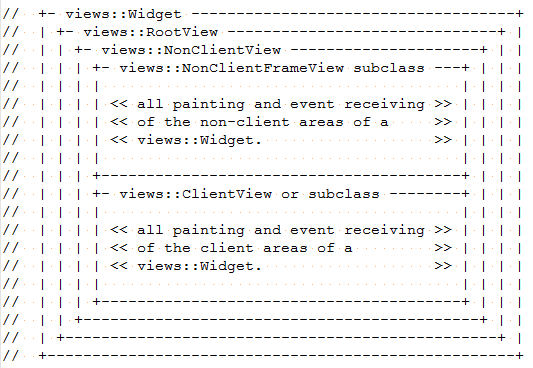 //  +- views::Widget ------------------------------------+
//  | +- views::RootView ------------------------------+ |
//  | | +- views::NonClientView ---------------------+ | |
//  | | | +- views::NonClientFrameView subclass ---+ | | |
//  | | | |                                        | | | |
//  | | | | << all painting and event receiving >> | | | |
//  | | | | << of the non-client areas of a     >> | | | |
//  | | | | << views::Widget.                   >> | | | |
//  | | | |                                        | | | |
//  | | | +----------------------------------------+ | | |
//  | | | +- views::ClientView or subclass --------+ | | |
//  | | | |                                        | | | |
//  | | | | << all painting and event receiving >> | | | |
//  | | | | << of the client areas of a         >> | | | |
//  | | | | << views::Widget.                   >> | | | |
//  | | | |                                        | | | |
//  | | | +----------------------------------------+ | | |
//  | | +--------------------------------------------+ | |
//  | +------------------------------------------------+ |
//  +----------------------------------------------------+